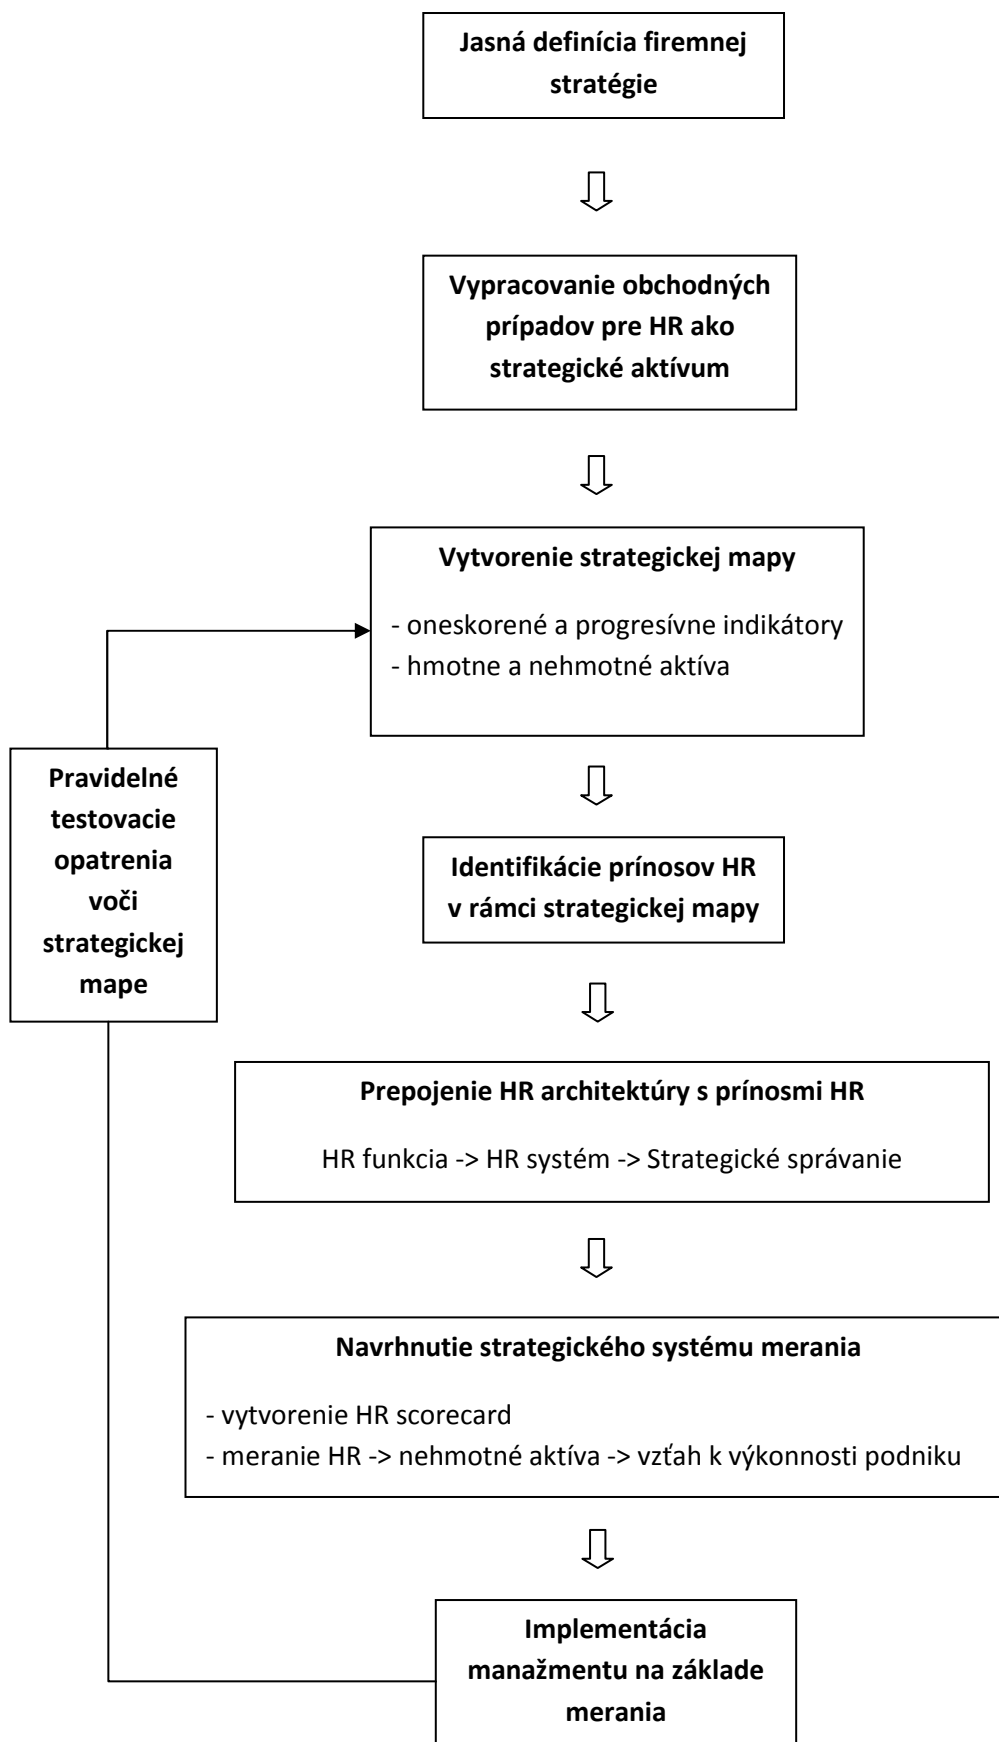 Jasná definícia firemnej
stratégie
Vypracovanie obchodných
prípadov pre HR ako
strategické aktívum
Vytvorenie strategickej mapy
- oneskorené a progresívne indikátory
- hmotne a nehmotné aktíva
Pravidelné
testovacie
opatrenia
voči
strategickej
mape
Identifikácie prínosov HR
v rámci strategickej mapy
Prepojenie HR architektúry s prínosmi HR
HR funkcia -> HR systém -> Strategické správanie
Navrhnutie strategického systému merania
- vytvorenie HR scorecard
- meranie HR -> nehmotné aktíva -> vzťah k výkonnosti podniku
Implementácia
manažmentu na základe
merania